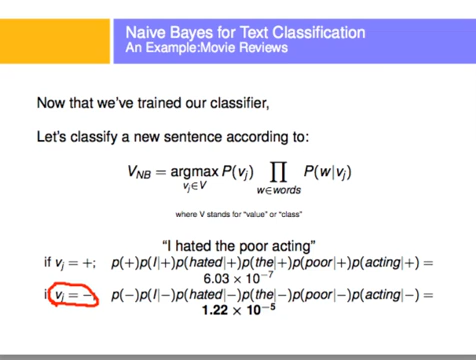 Naive Bayes for Text Classification
An Example:Movie Reviews
Now that we've trained our classifier,
Let's classify a new sentence according to:
V_NB = argmax P(v_j) ∏ P(w|v_j)
v_j∈V w∈words
where V stands for "value" or "class"
"I hated the poor acting"
if v_j = +; p(+)p(I|+)p(hated|+)p(the|+)p(poor|+)p(acting|+) =
6.03 × 10^−7
i v_j = − p(−)p(I|−)p(hated|−)p(the|−)p(poor|−)p(acting|−) =
1.22 × 10^−5